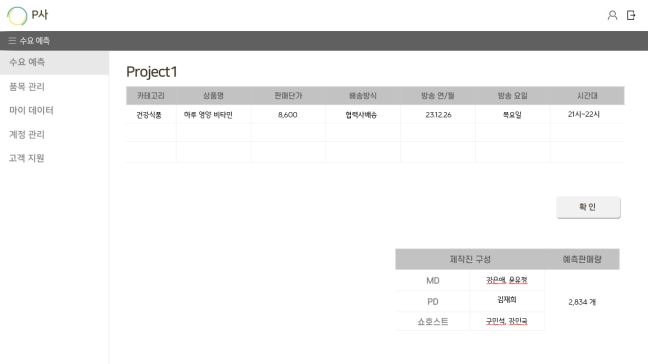 P사
수요 예측
수요 예측
품목 관리
마이 데이터
계정 관리
고객 지원
Project1
카테고리 상품명 판매단가 배송방식 방송 연/월 방송 요일 시간대
건강식품 하루 영양 비타민 8,600 협력사배송 23.12.26 목요일 21시~22시
확 인
제작진 구성 예측판매량
MD 강은애, 윤유정
PD 김재희 2,834 개
쇼호스트 구민석, 강민국